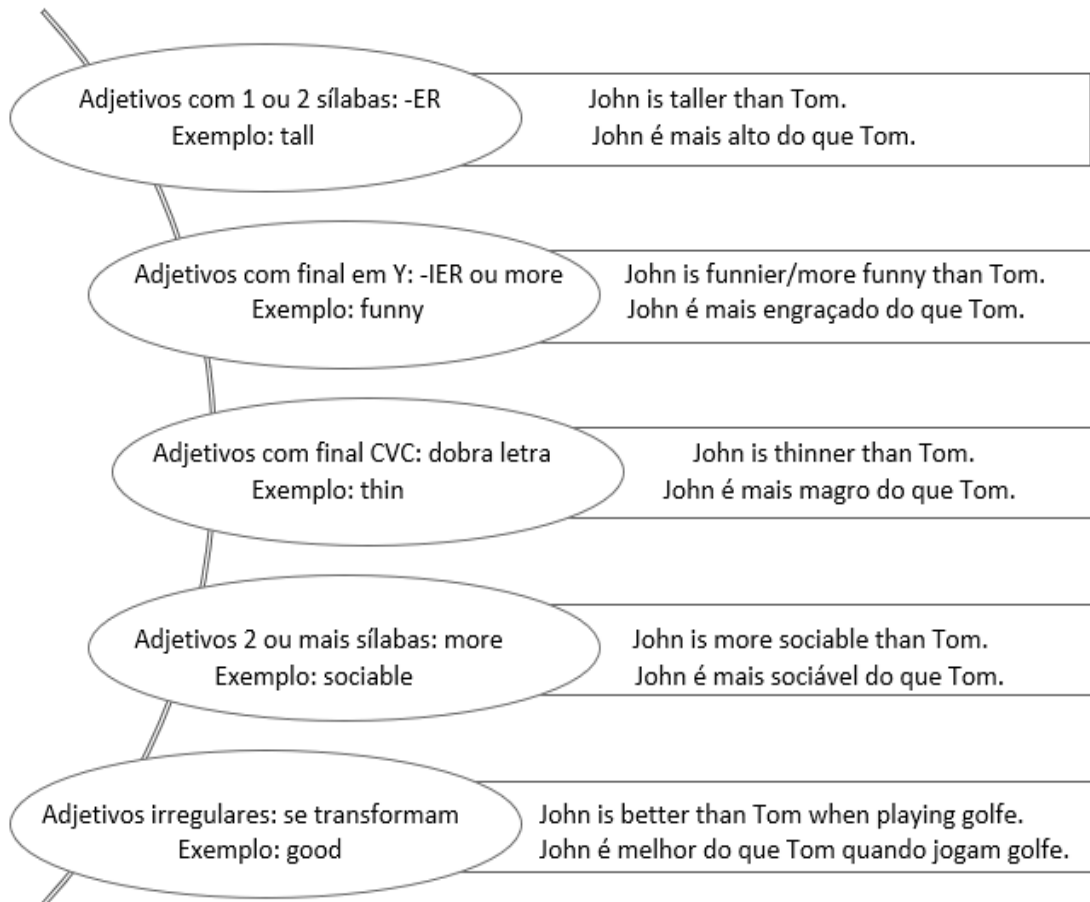 Adjetivos com 1 ou 2 sílabas: -ER
Exemplo: tall
John is taller than Tom.
John é mais alto do que Tom.
Adjetivos com final em Y: -IER ou more
Exemplo: funny
John is funnier/more funny than Tom.
John é mais engraçado do que Tom.
Adjetivos com final CVC: dobra letra
Exemplo: thin
John is thinner than Tom.
John é mais magro do que Tom.
Adjetivos 2 ou mais sílabas: more
Exemplo: sociable
John is more sociable than Tom.
John é mais sociável do que Tom.
Adjetivos irregulares: se transformam
Exemplo: good
John is better than Tom when playing golfe.
John é melhor do que Tom quando jogam golfe.